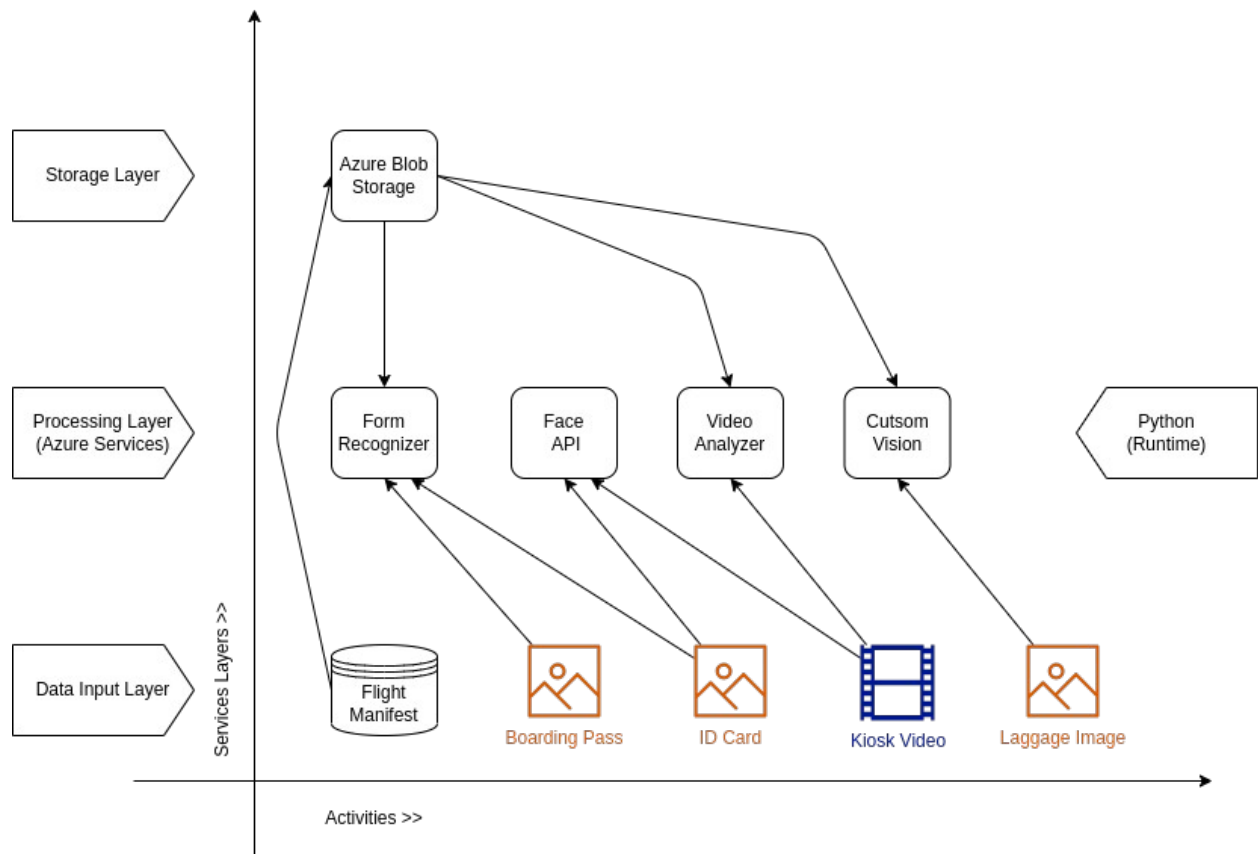 Storage Layer
Azure Blob
Storage
Processing Layer
(Azure Services)
Form
Recognizer
Face
API
Video
Analyzer
Cutsom
Vision
Python
(Runtime)
Services Layers >>
Data Input Layer
Flight
Manifest
Boarding Pass
ID Card
Kiosk Video
Laggage Image
Activities >>